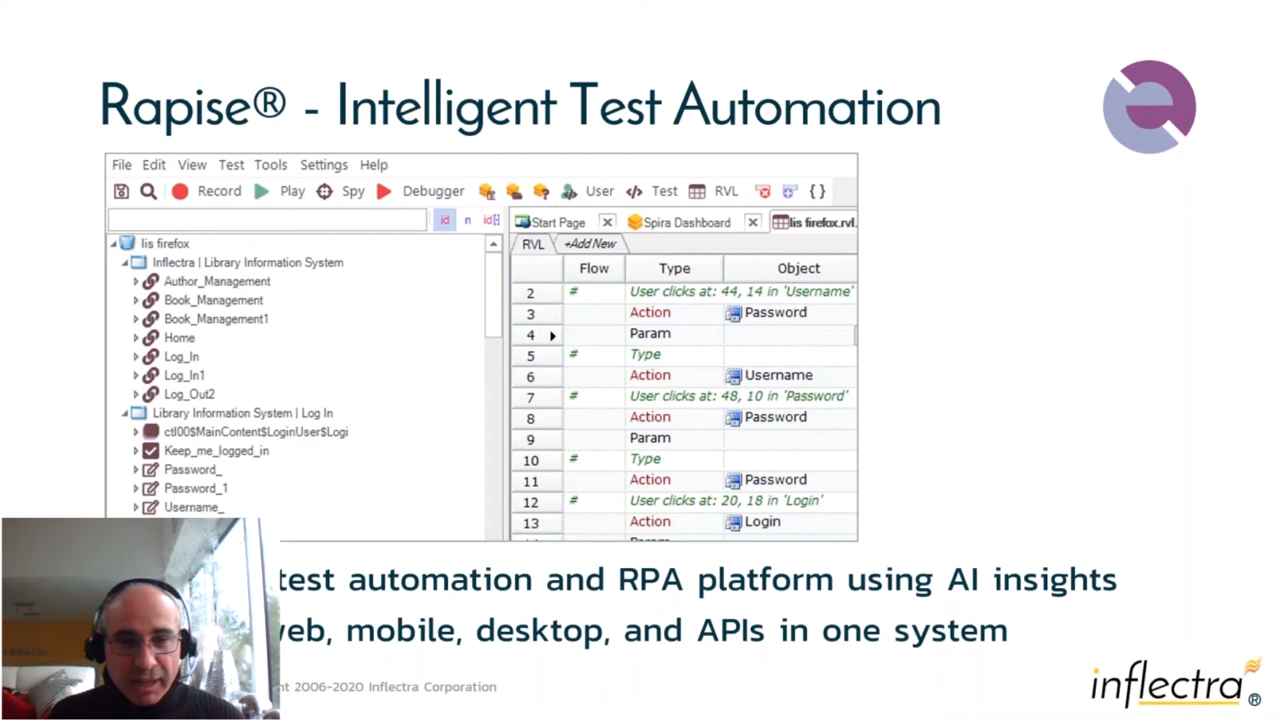 Rapise® - Intelligent Test Automation
File Edit View Test Tools Settings Help
Record Play Spy Debugger User Test RVL { }
id n id[]
lis firefox
Inflectra | Library Information System
Author_Management
Book_Management
Book_Management1
Home
Log_In
Log_In1
Log_Out2
Library Information System | Log In
ctl00$MainContent$LoginUser$Logi
Keep_me_logged_in
Password_
Password_1
Username_
Start Page Spira Dashboard lis firefox.rvl.
RVL +Add New
Flow Type Object
2 # User clicks at: 44, 14 in 'Username'
3 Action Password
4 Param
5 # Type
6 Action Username
7 # User clicks at: 48, 10 in 'Password'
8 Action Password
9 Param
10 # Type
11 Action Password
12 # User clicks at: 20, 18 in 'Login'
13 Action Login
test automation and RPA platform using AI insights
web, mobile, desktop, and APIs in one system
2006-2020 Inflectra Corporation
inflectra®